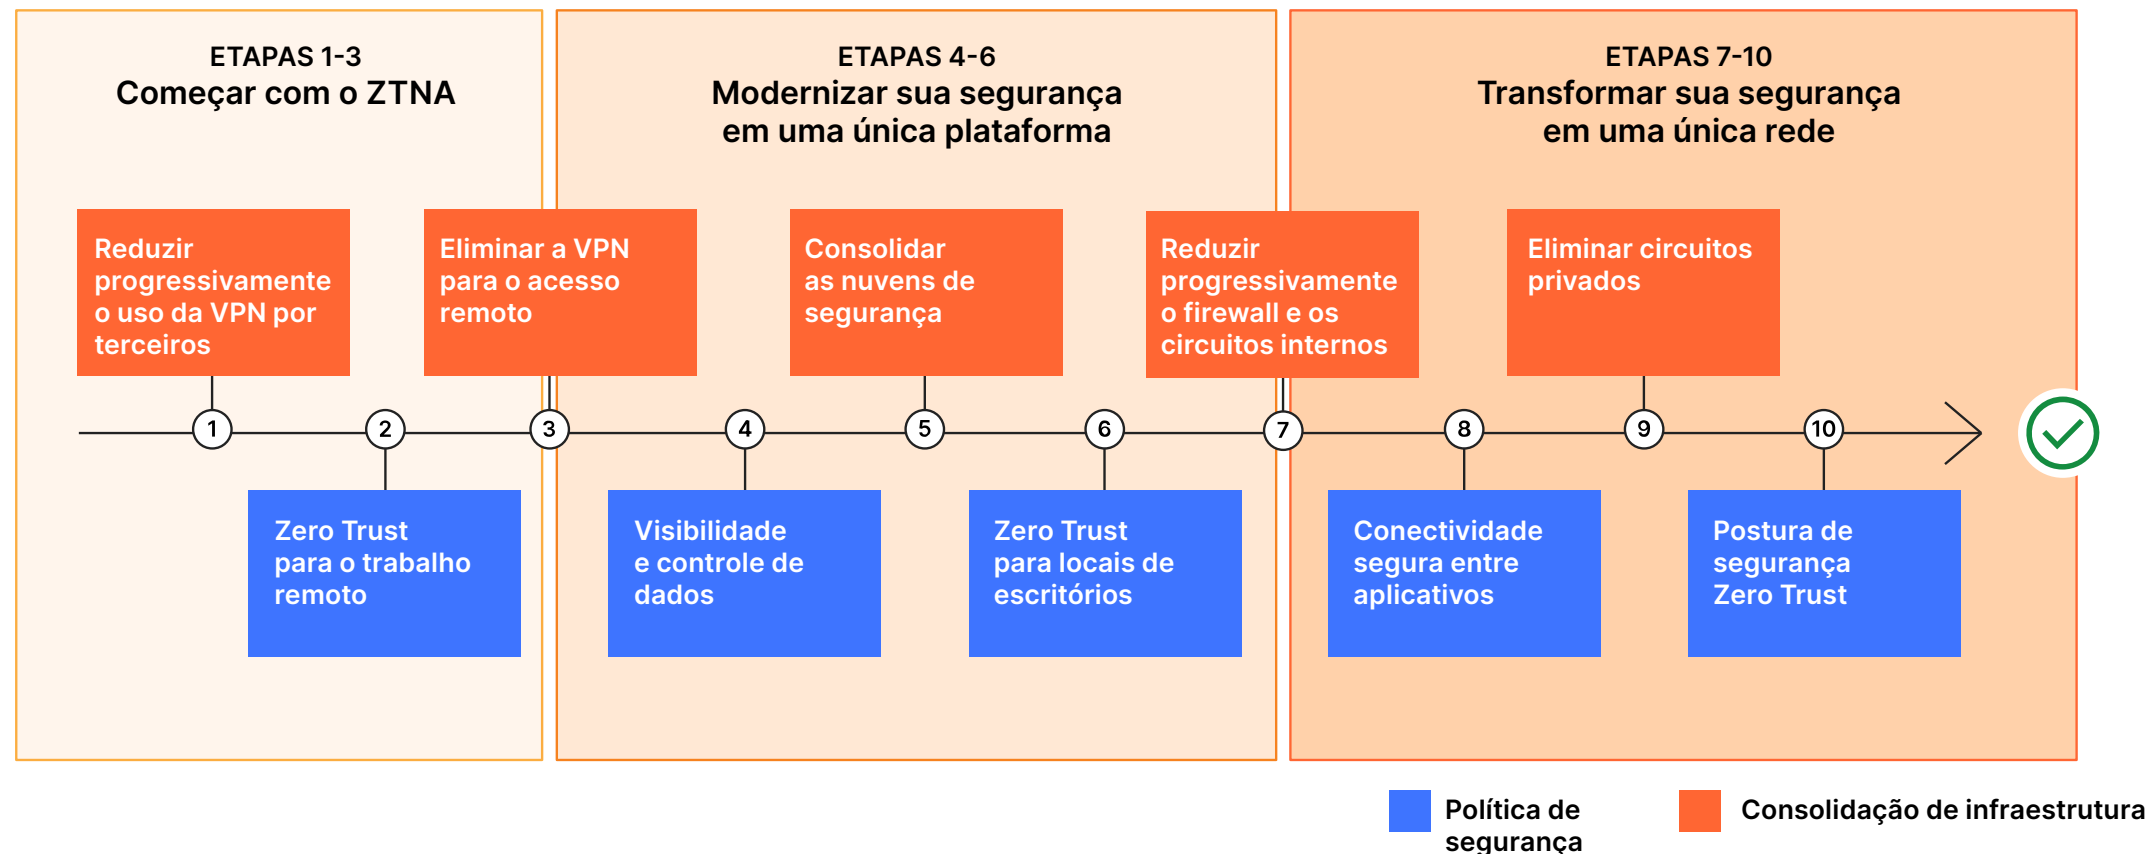 ETAPAS 1-3
Começar com o ZTNA
ETAPAS 4-6
Modernizar sua segurança
em uma única plataforma
ETAPAS 7-10
Transformar sua segurança
em uma única rede
Reduzir
progressivamente
o uso da VPN por
terceiros
Eliminar a VPN
para o acesso
remoto
Consolidar
as nuvens de
segurança
Reduzir
progressivamente
o firewall e os
circuitos internos
Eliminar circuitos
privados
1
2
3
4
5
6
7
8
9
10
Zero Trust
para o trabalho
remoto
Visibilidade
e controle de
dados
Zero Trust
para locais de
escritórios
Conectividade
segura entre
aplicativos
Postura de
segurança
Zero Trust
Política de
segurança
Consolidação de infraestrutura